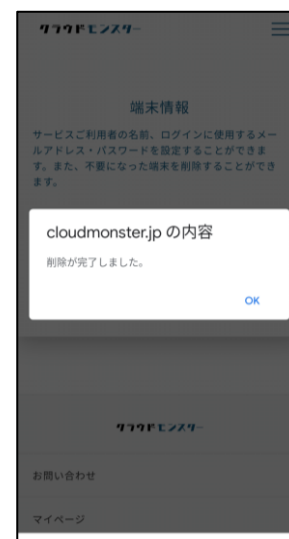 クラウドモンスター
端末情報
サービスご利用者の名前、ログインに使用するメー
ルアドレス・パスワードを設定することができま
す。また、不要になった端末を削除することができ
ます。
cloudmonster.jp の内容
削除が完了しました。
OK
クラウドモンスター
お問い合わせ
マイページ